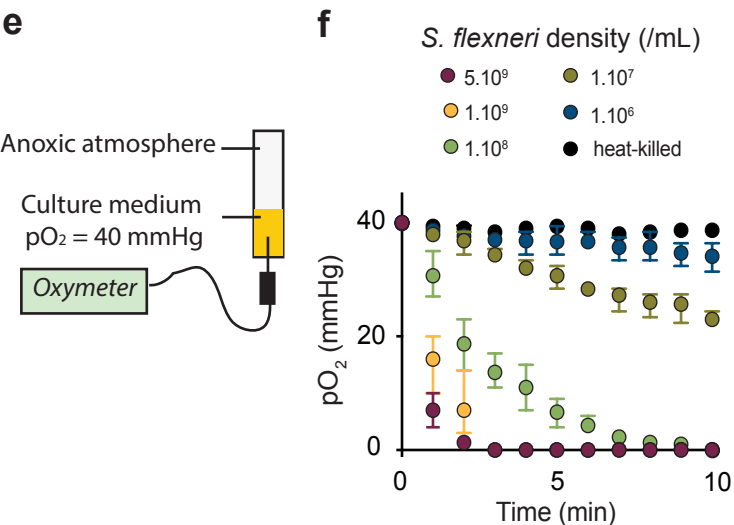 e
Anoxic atmosphere
Culture medium
pO₂ = 40 mmHg
Oxymeter
f
S. flexneri density (/mL)
5.10⁹
1.10⁷
1.10⁹
1.10⁶
1.10⁸
heat-killed
40
20
0
pO₂ (mmHg)
0
5
10
Time (min)